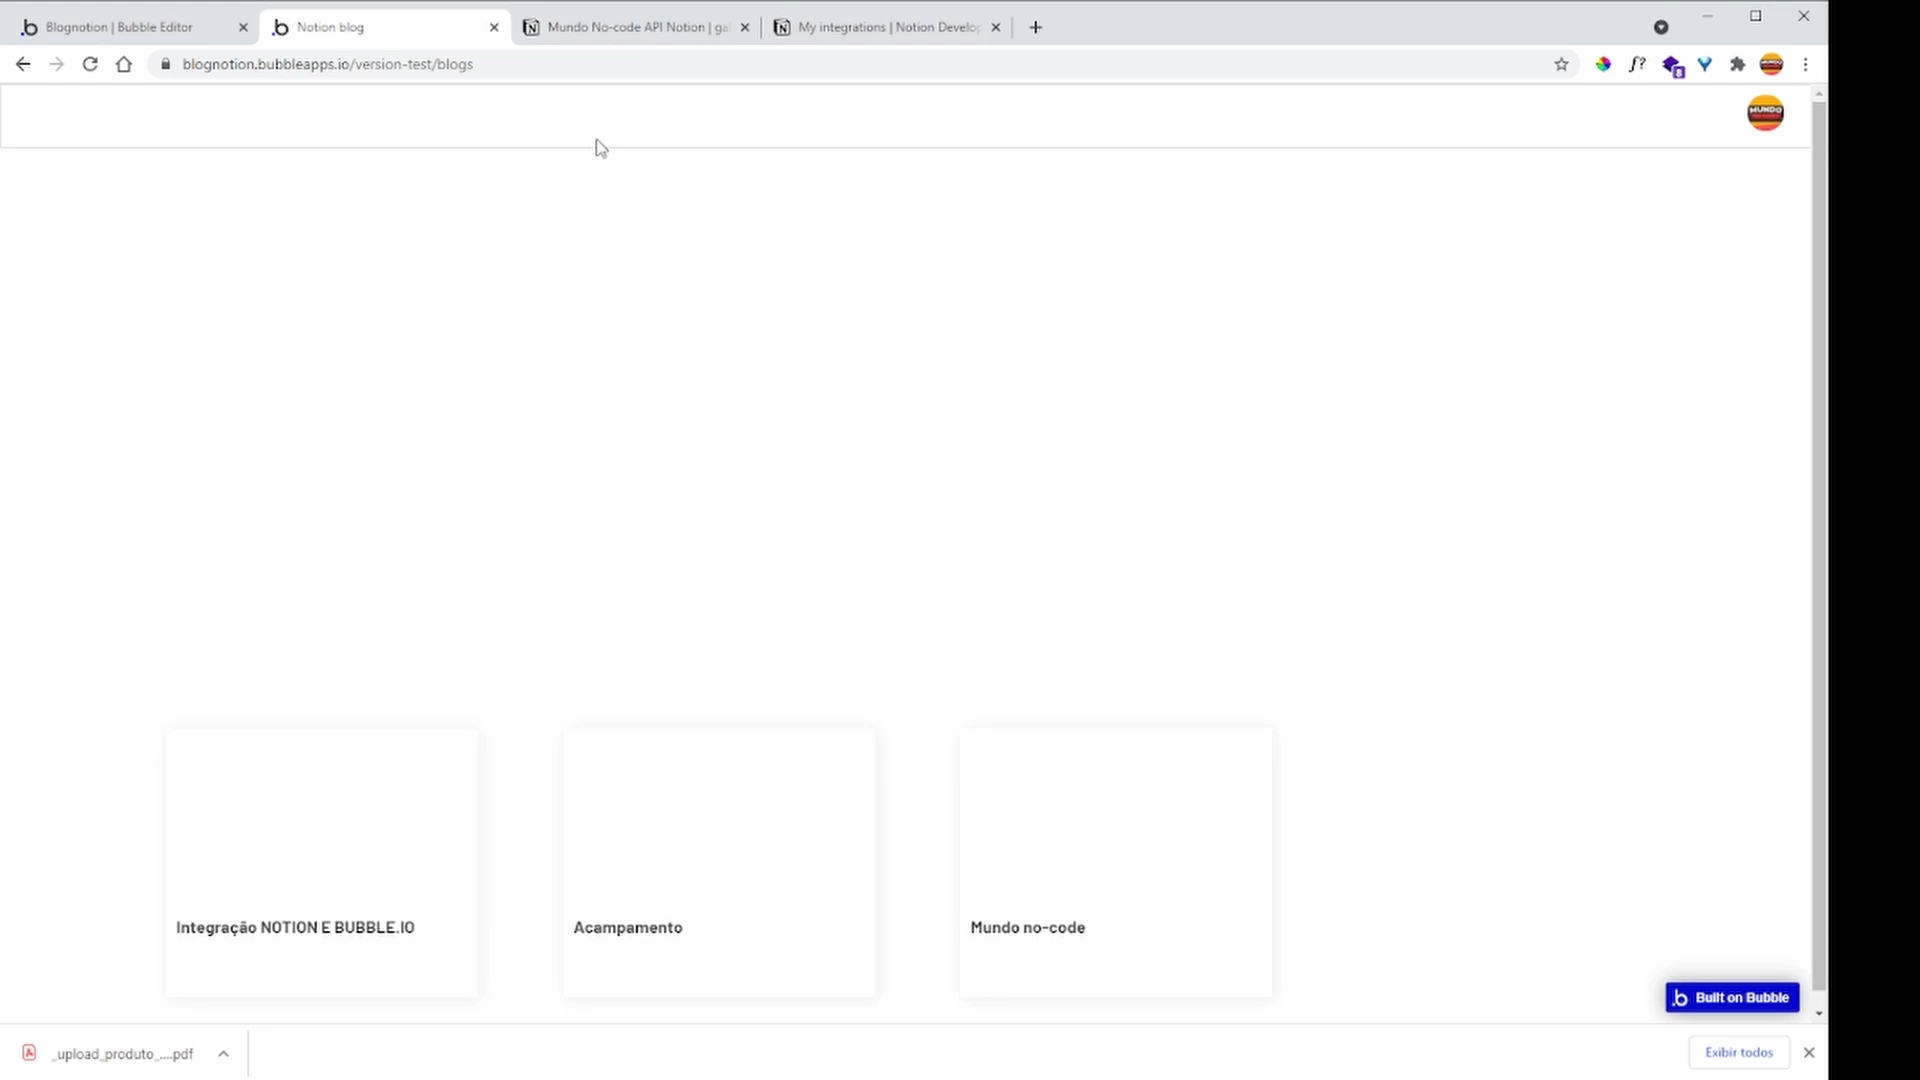 Blognotion | Bubble Editor
Notion blog
Mundo No-code API Notion | ga
My integrations | Notion Develop
blognotion.bubbleapps.io/version-test/blogs
MUNDO
Integração NOTION E BUBBLE.IO
Acampamento
Mundo no-code
Built on Bubble
_upload_produto_....pdf
Exibir todos